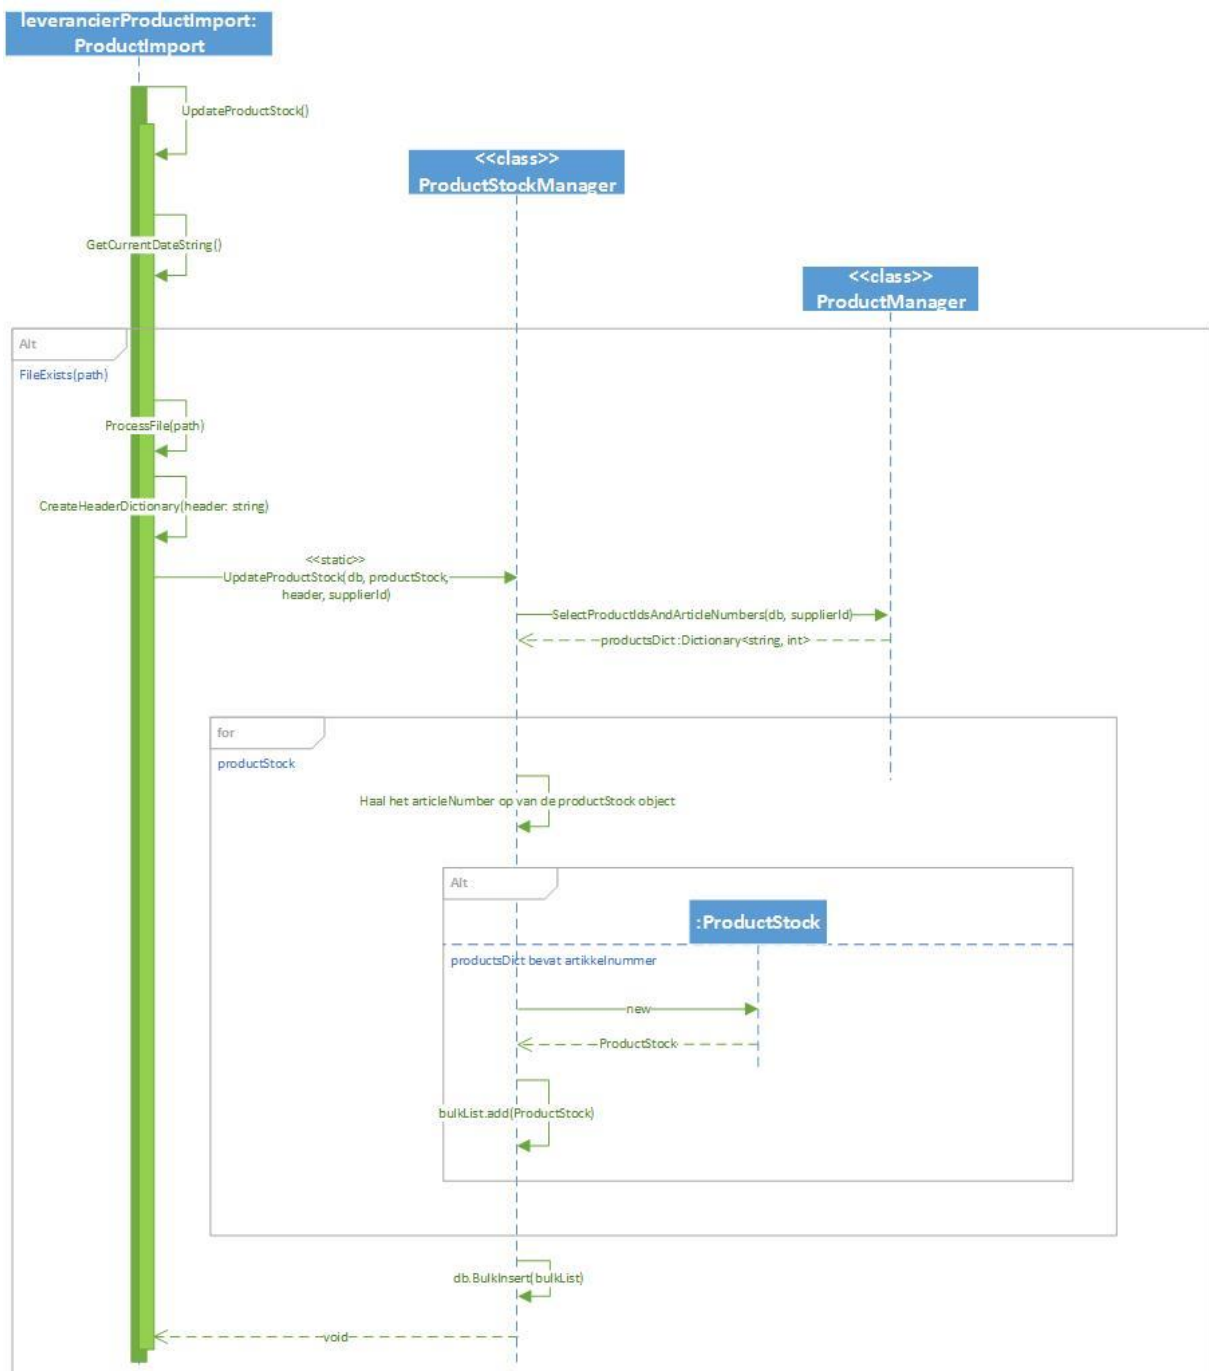 leverancierProductImport:
ProductImport
UpdateProductStock()
<<class>>
ProductStockManager
GetCurrentDateString()
<<class>>
ProductManager
Alt
FileExists(path)
ProcessFile(path)
CreateHeaderDictionary(header: string)
<<static>>
UpdateProductStock(db, productStock,
header, supplierId)
SelectProductIdsAndArticleNumbers(db, supplierId)
productsDict :Dictionary<string, int>
for
productStock
Haal het articleNumber op van de productStock object
Alt
:ProductStock
productsDict bevat artikkelnummer
new
ProductStock
bulkList.add(ProductStock)
db.BulkInsert(bulkList)
void